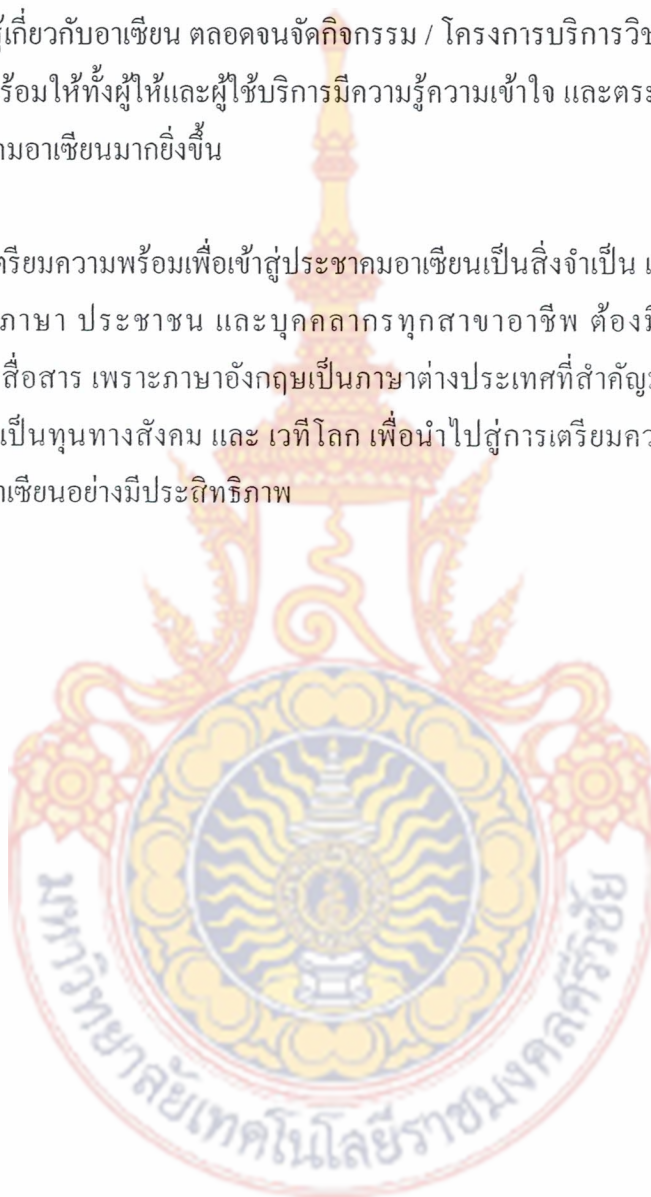 รู้เกี่ยวกับอาเซียน ตลอดจนจัดกิจกรรม / โครงการบริการวิช
ร้อมให้ทั้งผู้ให้และผู้ใช้บริการมีความรู้ความเข้าใจ และตระ
ามอาเซียนมากยิ่งขึ้น
ตรียมความพร้อมเพื่อเข้าสู่ประชาคมอาเซียนเป็นสิ่งจำเป็น
ภาษา ประชาชน และบุคคลากรทุกสาขาอาชีพ ต้องมี
สื่อสาร เพราะภาษาอังกฤษเป็นภาษาต่างประเทศที่สำคัญ
เป็นทุนทางสังคม และ เวทีโลก เพื่อนำไปสู่การเตรียมคว
าเซียนอย่างมีประสิทธิภาพ
มหาวิทยาลัยเทคโนโลยีราชมงคลศรีวิชัย